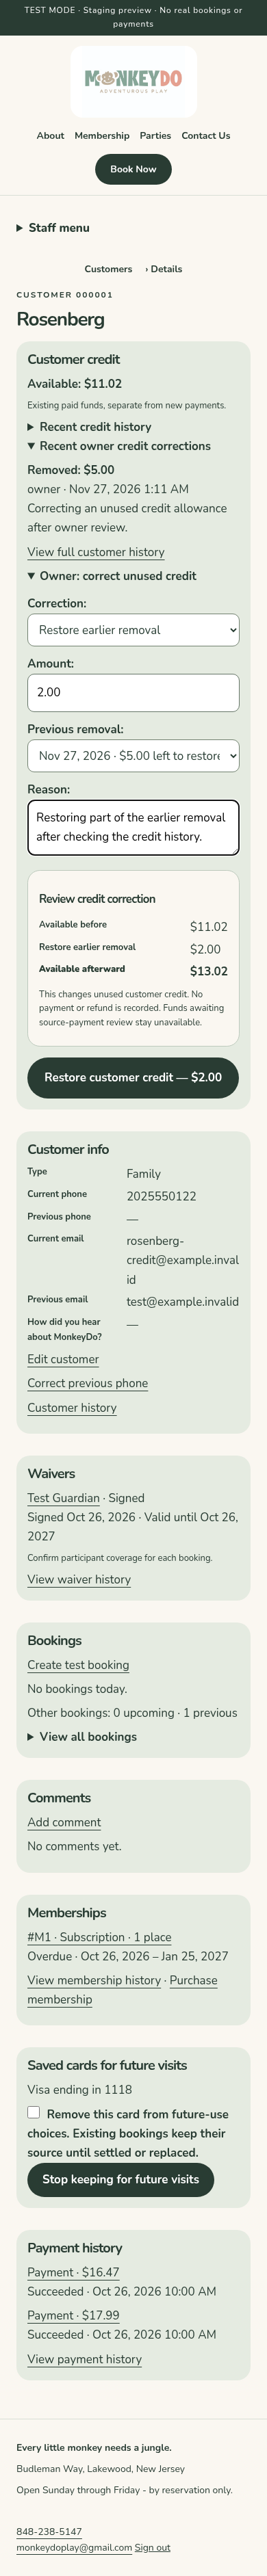 TEST MODE · Staging preview · No real bookings or
payments
MONKEYDO
ADVENTUROUS PLAY
About Membership Parties Contact Us
Book Now
Staff menu
Customers › Details
CUSTOMER 000001
Rosenberg
Customer credit
Available: $11.02
Existing paid funds, separate from new payments.
Recent credit history
Recent owner credit corrections
Removed: $5.00
owner · Nov 27, 2026 1:11 AM
Correcting an unused credit allowance
after owner review.
View full customer history
Owner: correct unused credit
Correction:
Restore earlier removal
Amount:
2.00
Previous removal:
Nov 27, 2026 · $5.00 left to restore
Reason:
Restoring part of the earlier removal
after checking the credit history.
Review credit correction
Available before $11.02
Restore earlier removal $2.00
Available afterward $13.02
This changes unused customer credit. No
payment or refund is recorded. Funds awaiting
source-payment review stay unavailable.
Restore customer credit — $2.00
Customer info
Type Family
Current phone 2025550122
Previous phone —
Current email rosenberg-
credit@example.inval
id
Previous email test@example.invalid
How did you hear —
about MonkeyDo?
Edit customer
Correct previous phone
Customer history
Waivers
Test Guardian · Signed
Signed Oct 26, 2026 · Valid until Oct 26,
2027
Confirm participant coverage for each booking.
View waiver history
Bookings
Create test booking
No bookings today.
Other bookings: 0 upcoming · 1 previous
View all bookings
Comments
Add comment
No comments yet.
Memberships
#M1 · Subscription · 1 place
Overdue · Oct 26, 2026 – Jan 25, 2027
View membership history · Purchase
membership
Saved cards for future visits
Visa ending in 1118
Remove this card from future-use
choices. Existing bookings keep their
source until settled or replaced.
Stop keeping for future visits
Payment history
Payment · $16.47
Succeeded · Oct 26, 2026 10:00 AM
Payment · $17.99
Succeeded · Oct 26, 2026 10:00 AM
View payment history
Every little monkey needs a jungle.
Budleman Way, Lakewood, New Jersey
Open Sunday through Friday - by reservation only.
848-238-5147
monkeydoplay@gmail.com Sign out